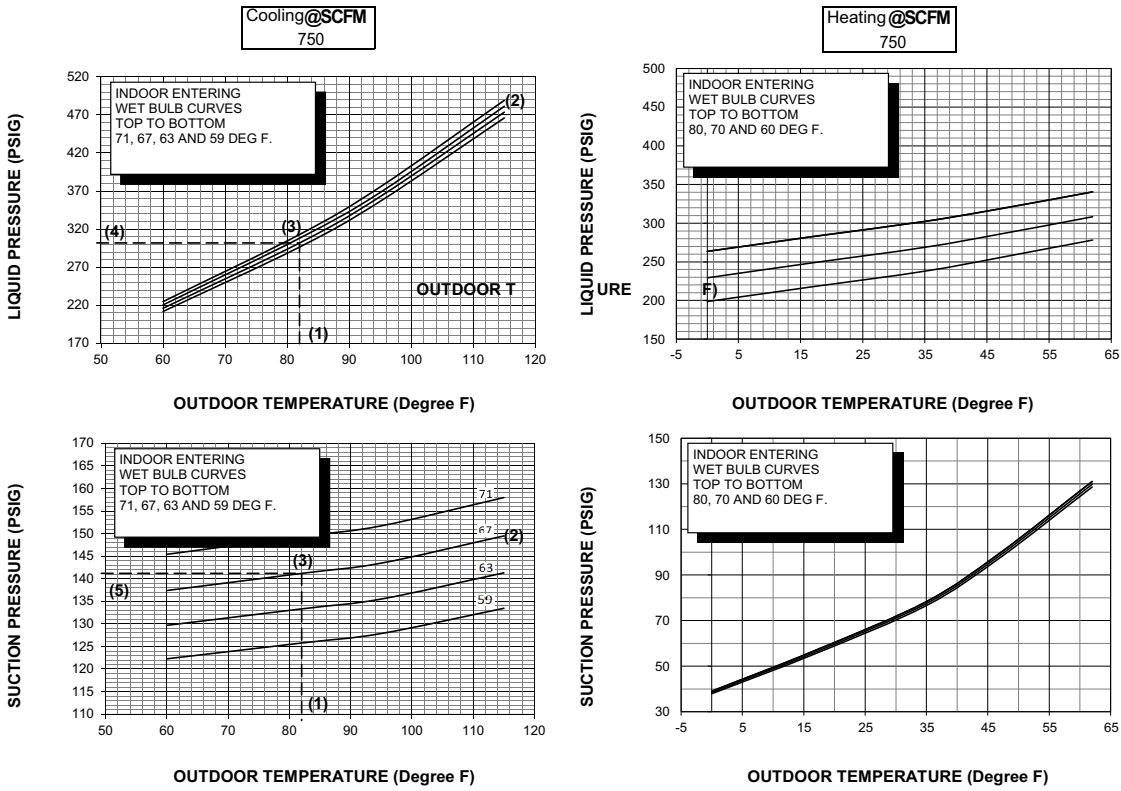 Cooling@SCFM
750
520
470
420
370
320
270
220
170
LIQUID PRESSURE (PSIG)
INDOOR ENTERING
WET BULB CURVES
TOP TO BOTTOM
71, 67, 63 AND 59 DEG F.
(2)
(3)
(4)
OUTDOOR T
(1)
50 60 70 80 90 100 110 120
OUTDOOR TEMPERATURE (Degree F)
Heating@SCFM
750
500
450
400
350
300
250
200
150
LIQUID PRESSURE (PSIG)
INDOOR ENTERING
WET BULB CURVES
TOP TO BOTTOM
80, 70 AND 60 DEG F.
URE F)
-5 5 15 25 35 45 55 65
OUTDOOR TEMPERATURE (Degree F)
170
165
160
155
150
145
140
135
130
125
120
115
110
SUCTION PRESSURE (PSIG)
INDOOR ENTERING
WET BULB CURVES
TOP TO BOTTOM
71, 67, 63 AND 59 DEG F.
71
67
(2)
(3)
63
(5)
59
(1)
50 60 70 80 90 100 110 120
OUTDOOR TEMPERATURE (Degree F)
150
130
110
90
70
50
30
SUCTION PRESSURE (PSIG)
INDOOR ENTERING
WET BULB CURVES
TOP TO BOTTOM
80, 70 AND 60 DEG F.
-5 5 15 25 35 45 55 65
OUTDOOR TEMPERATURE (Degree F)